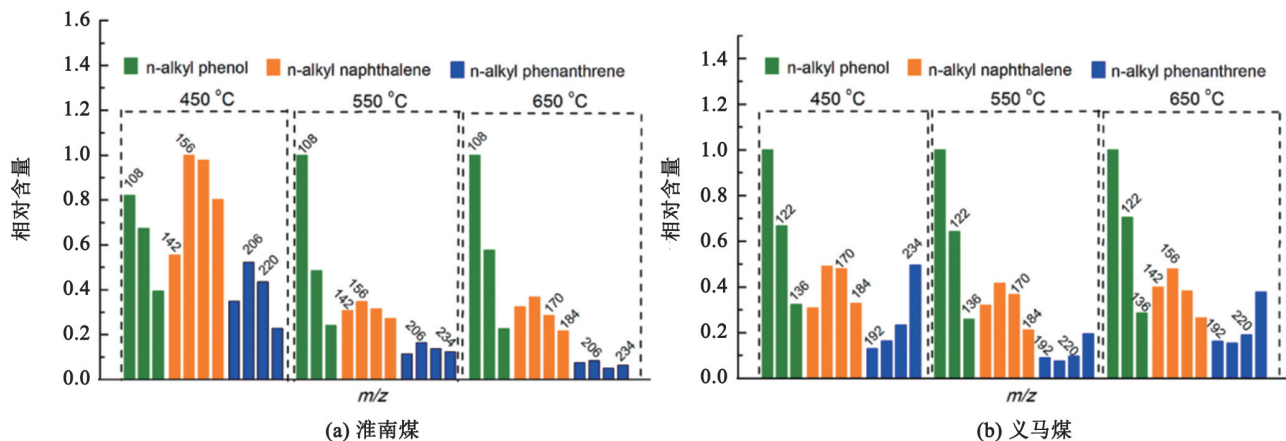 1.6
1.4
1.2
1.0
0.8
0.6
0.4
0.2
0.0
相对含量
n-alkyl phenol n-alkyl naphthalene n-alkyl phenanthrene
450 °C 550 °C 650 °C
108 142 156 206 220
108 142 156 206 234
108 170 184 206 234
m/z
(a) 淮南煤
1.4
1.2
1.0
0.8
0.6
0.4
0.2
0.0
相对含量
n-alkyl phenol n-alkyl naphthalene n-alkyl phenanthrene
450 °C 550 °C 650 °C
122 136 170 184 192 234
122 136 170 184 192 220
122 136 142 156 192 220
m/z
(b) 义马煤